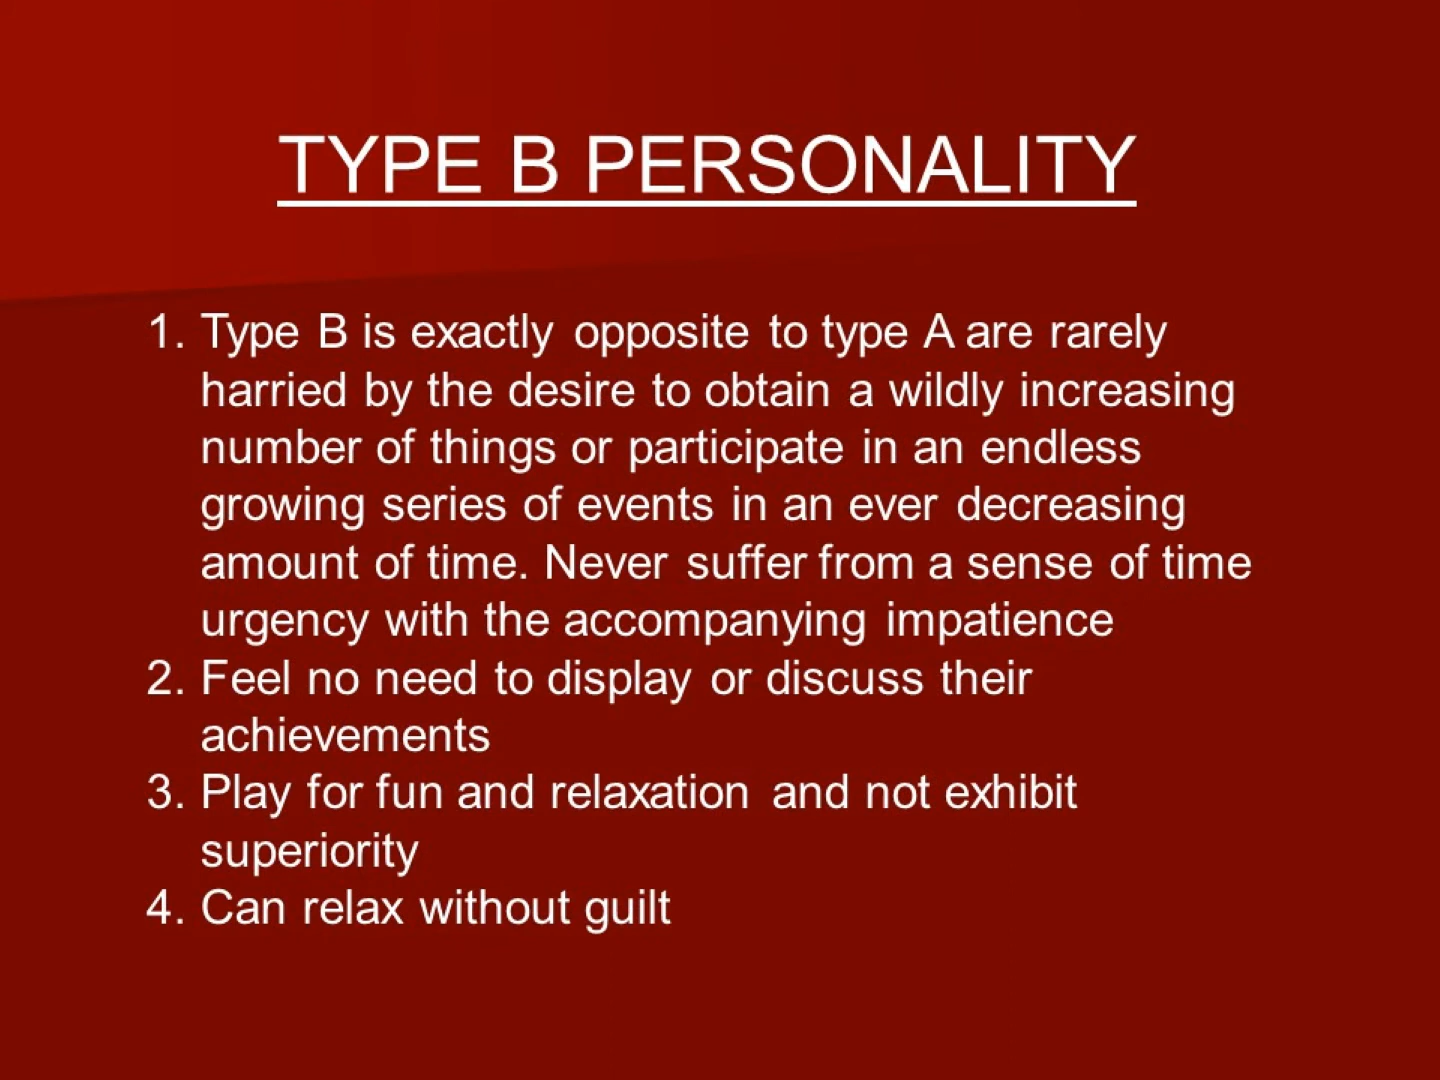 TYPE B PERSONALITY
1. Type B is exactly opposite to type A are rarely
harried by the desire to obtain a wildly increasing
number of things or participate in an endless
growing series of events in an ever decreasing
amount of time. Never suffer from a sense of time
urgency with the accompanying impatience
2. Feel no need to display or discuss their
achievements
3. Play for fun and relaxation and not exhibit
superiority
4. Can relax without guilt